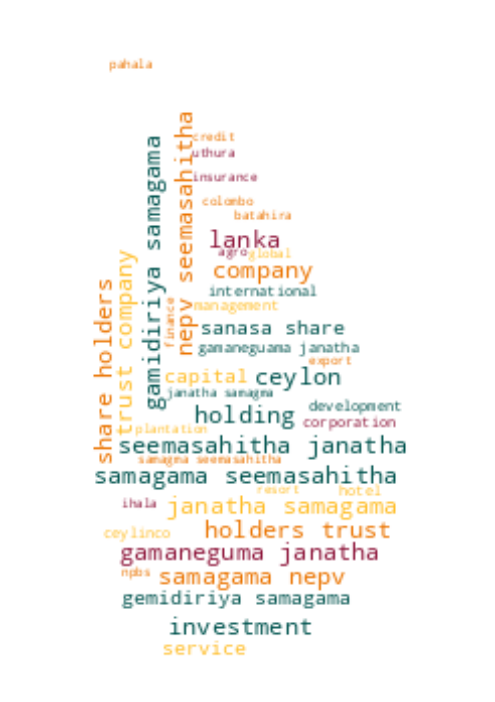 pahala
credit
uthura
insurance
colombo
batahira
lanka
agro
global
company
international
management
sanasa share
gamaneguama janatha
export
capital
ceylon
janatha samagma
development
holding
corporation
plantation
seemasahitha janatha
samagma seemasahitha
samagama seemasahitha
resort
hotel
ihala
janatha samagama
ceylinco
holders trust
gamaneguma janatha
npbs
samagama nepv
gemidiriya samagama
investment
service
share holders
trust company
gamidiriya samagama
finance
nepv seemasahitha